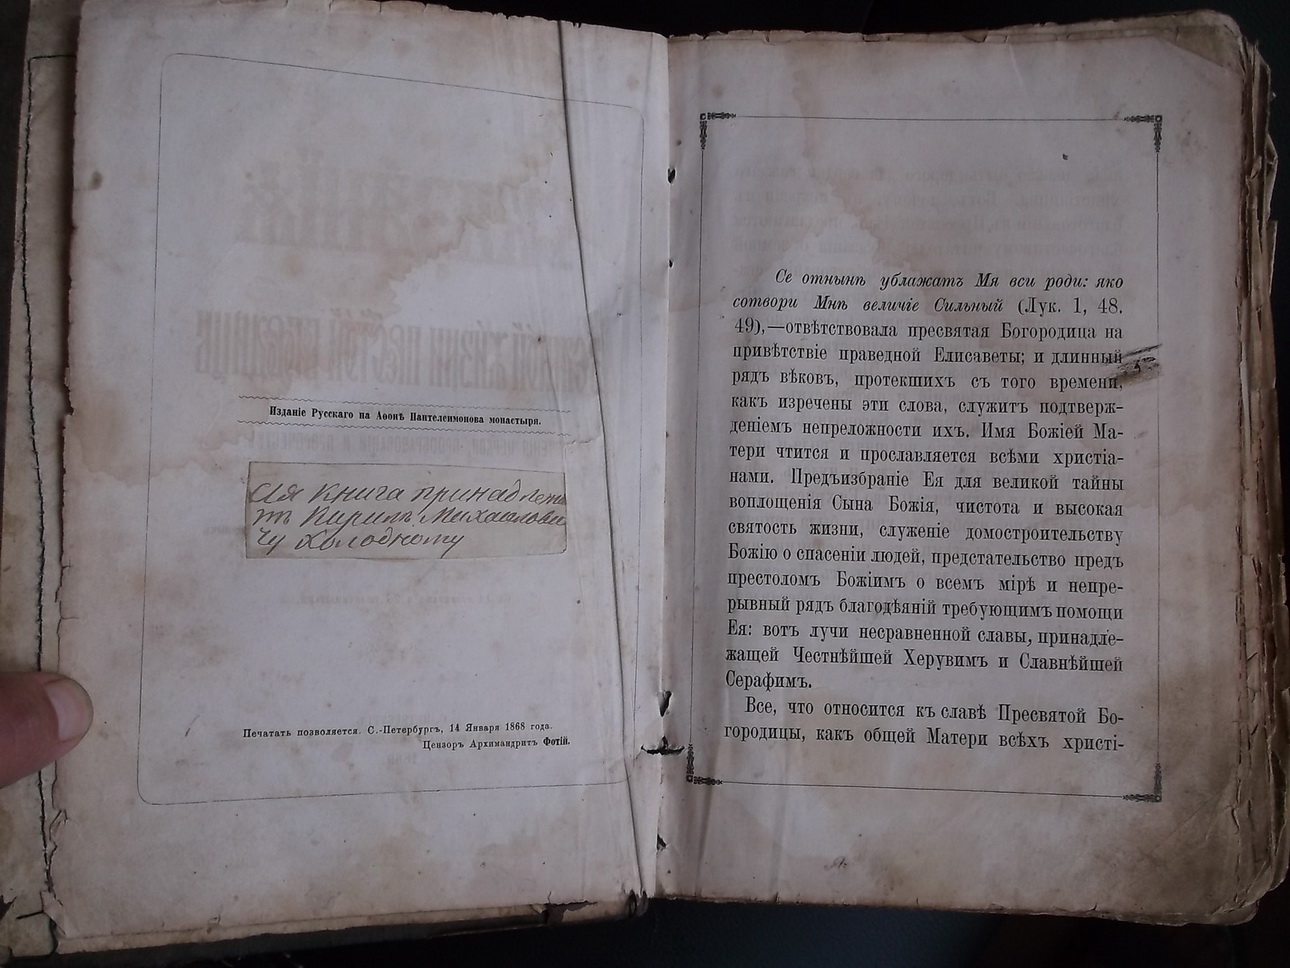 Изданіе Русскаго на Аѳонѣ Пантелеимонова монастыря.
сія книга принадлежи
тъ Кирилѣ Михаилови
чу Холодному
Печатать позволяется. С.-Петербургъ, 14 Января 1868 года.
Цензоръ Архимандритъ Фотій.
Се отнынѣ ублажатъ Мя вси роди: яко
сотвори Мнѣ величіе Сильный (Лук. 1, 48.
49),—отвѣтствовала пресвятая Богородица на
привѣтствіе праведной Елисаветы; и длинный
рядъ вѣковъ, протекшихъ съ того времени,
какъ изречены эти слова, служитъ подтверж-
деніемъ непреложности ихъ. Имя Божіей Ма-
тери чтится и прославляется всѣми христіа-
нами. Предъизбраніе Ея для великой тайны
воплощенія Сына Божія, чистота и высокая
святость жизни, служеніе домостроительству
Божію о спасеніи людей, предстательство предъ
престоломъ Божіимъ о всемъ мірѣ и непре-
рывный рядъ благодѣяній требующимъ помощи
Ея: вотъ лучи несравненной славы, принадле-
жащей Честнѣйшей Херувимъ и Славнѣйшей
Серафимъ.
Все, что относится къ славѣ Пресвятой Бо-
городицы, какъ общей Матери всѣхъ христі-